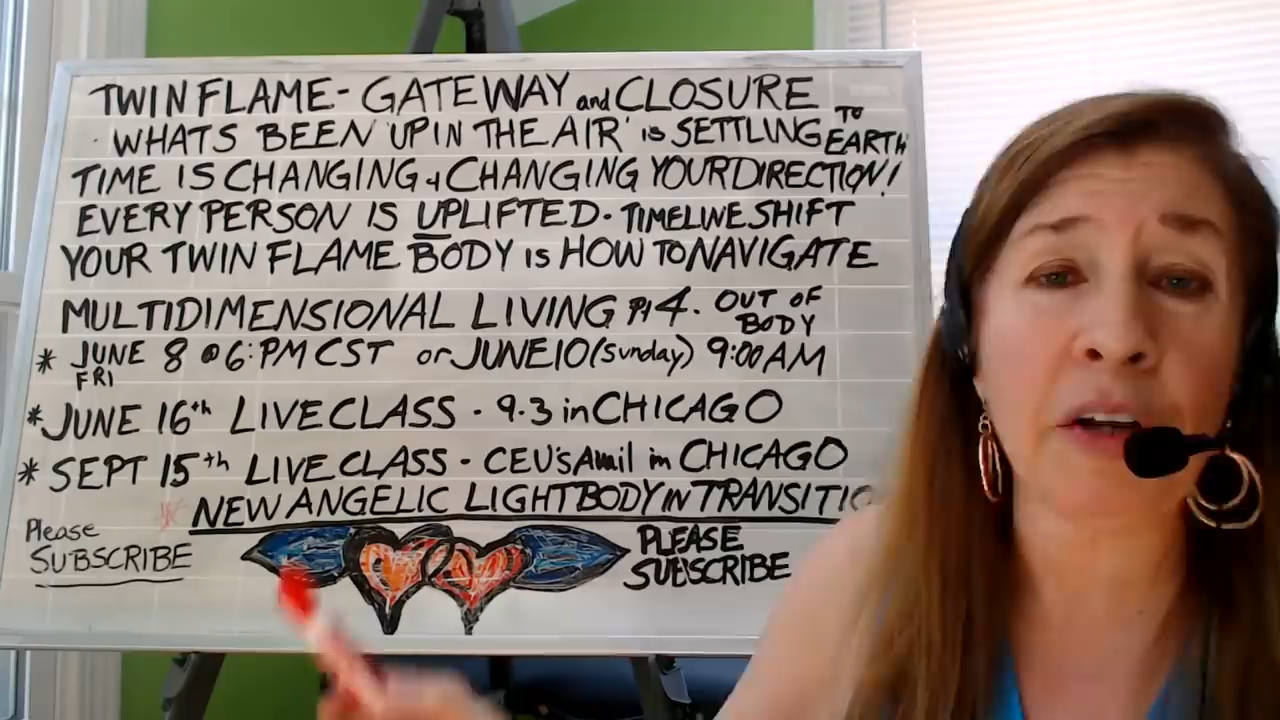 TWIN FLAME - GATEWAY and CLOSURE
WHATS BEEN 'UP IN THE AIR' is SETTLING TO EARTH
TIME IS CHANGING + CHANGING YOUR DIRECTION!
EVERY PERSON IS UPLIFTED. TIMELINE SHIFT
YOUR TWIN FLAME BODY is HOW TO NAVIGATE
MULTIDIMENSIONAL LIVING Pt 4. OUT OF BODY
* JUNE 8 @ 6:PM CST or JUNE 10 (Sunday) 9:00 AM
FRI
* JUNE 16th LIVE CLASS - 9-3 in CHICAGO
* SEPT 15th LIVE CLASS - CEU's Avail in CHICAGO
NEW ANGELIC LIGHTBODY IN TRANSITIO
Please
SUBSCRIBE
PLEASE
SUBSCRIBE